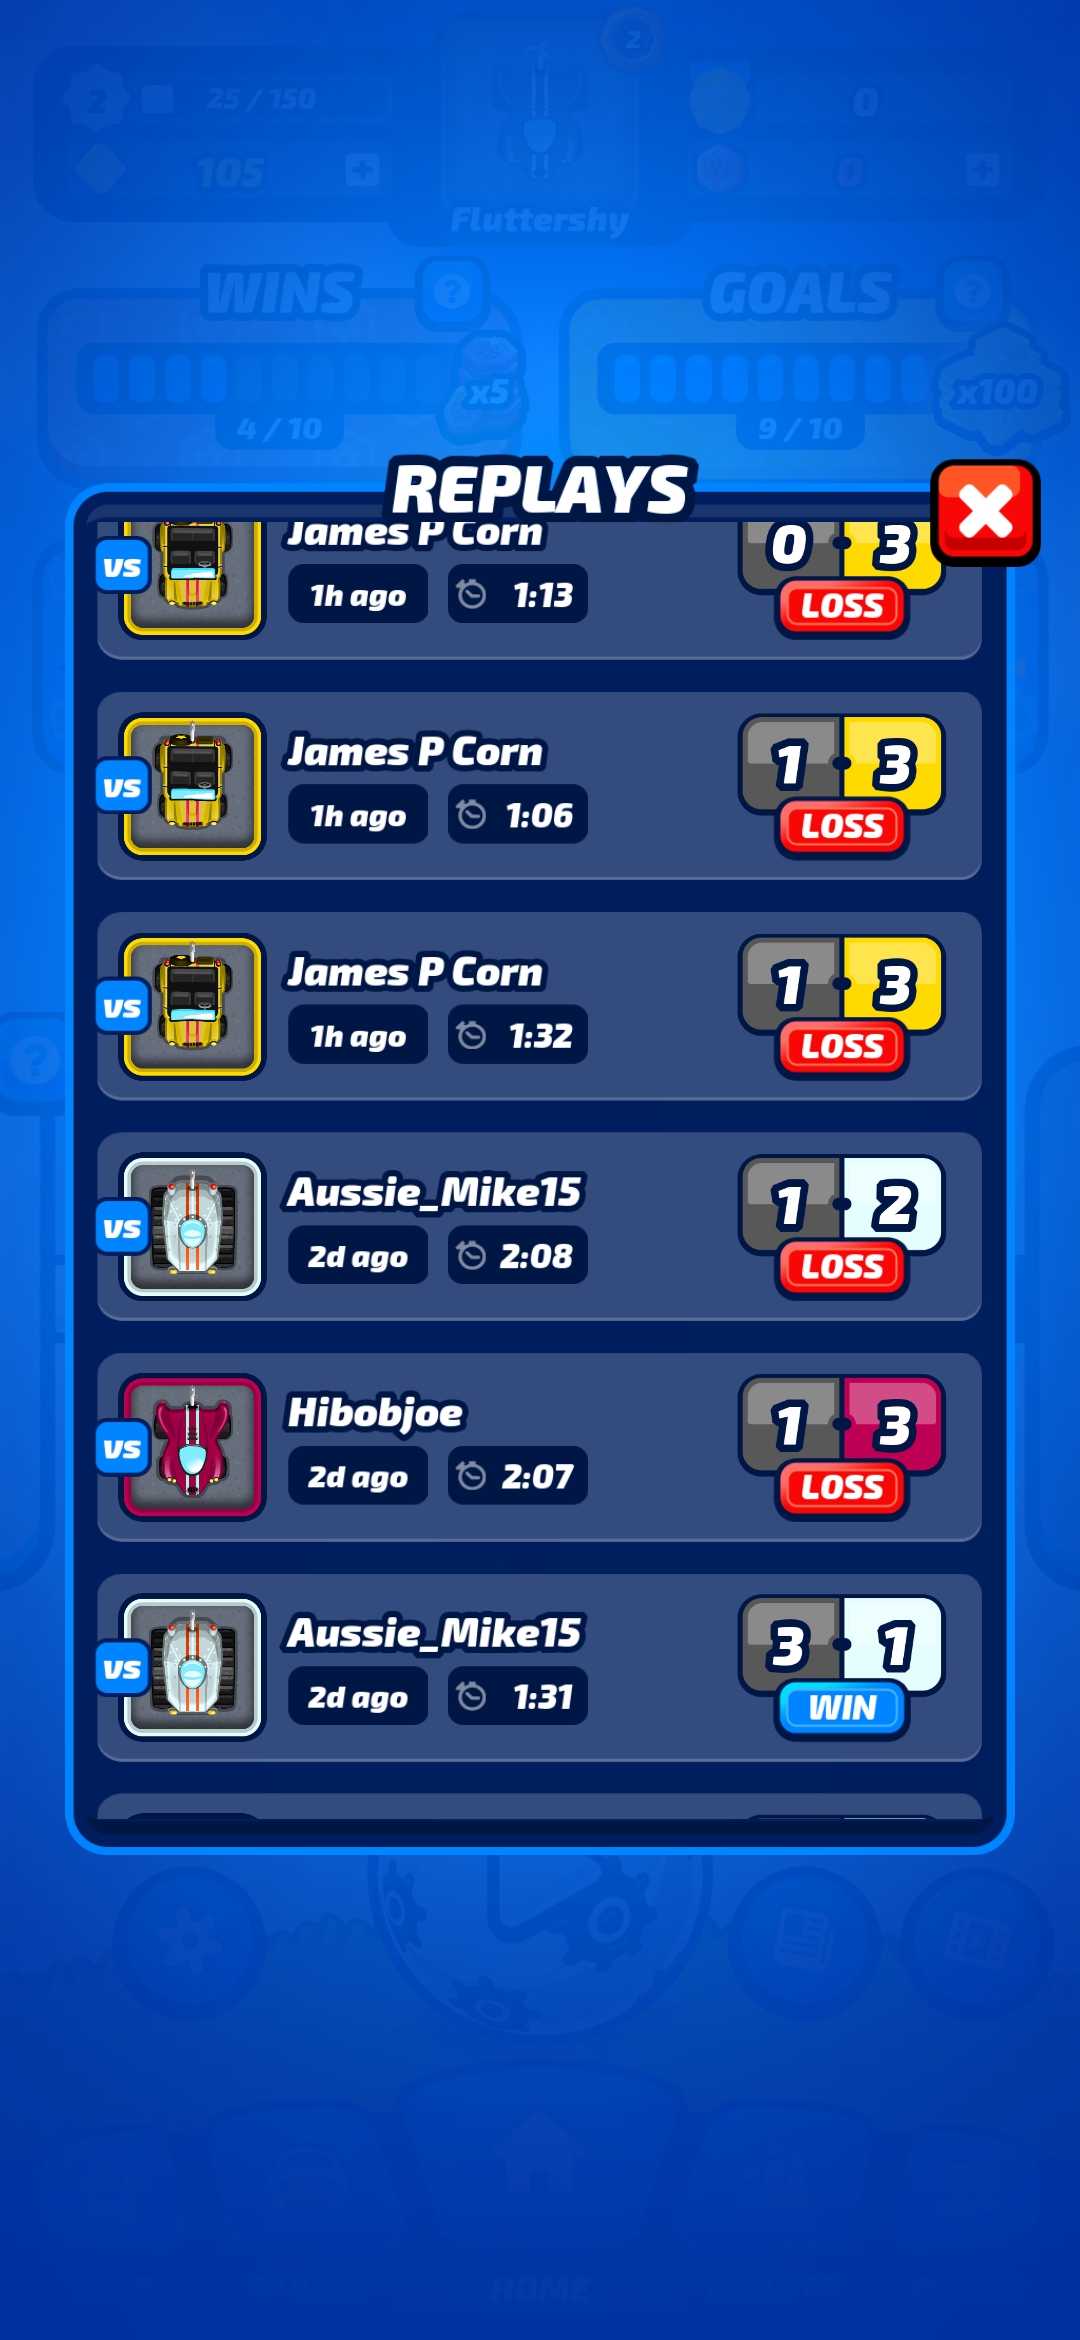 2
2
25 / 150
0
105
0
Fluttershy
WINS
?
GOALS
?
x5
x100
4 / 10
9 / 10
REPLAYS
vs
James P Corn
1h ago
1:13
0 - 3
LOSS
vs
James P Corn
1h ago
1:06
1 - 3
LOSS
vs
James P Corn
1h ago
1:32
1 - 3
LOSS
?
vs
Aussie_Mike15
2d ago
2:08
1 - 2
LOSS
vs
Hibobjoe
2d ago
2:07
1 - 3
LOSS
vs
Aussie_Mike15
2d ago
1:31
3 - 1
WIN
HOME